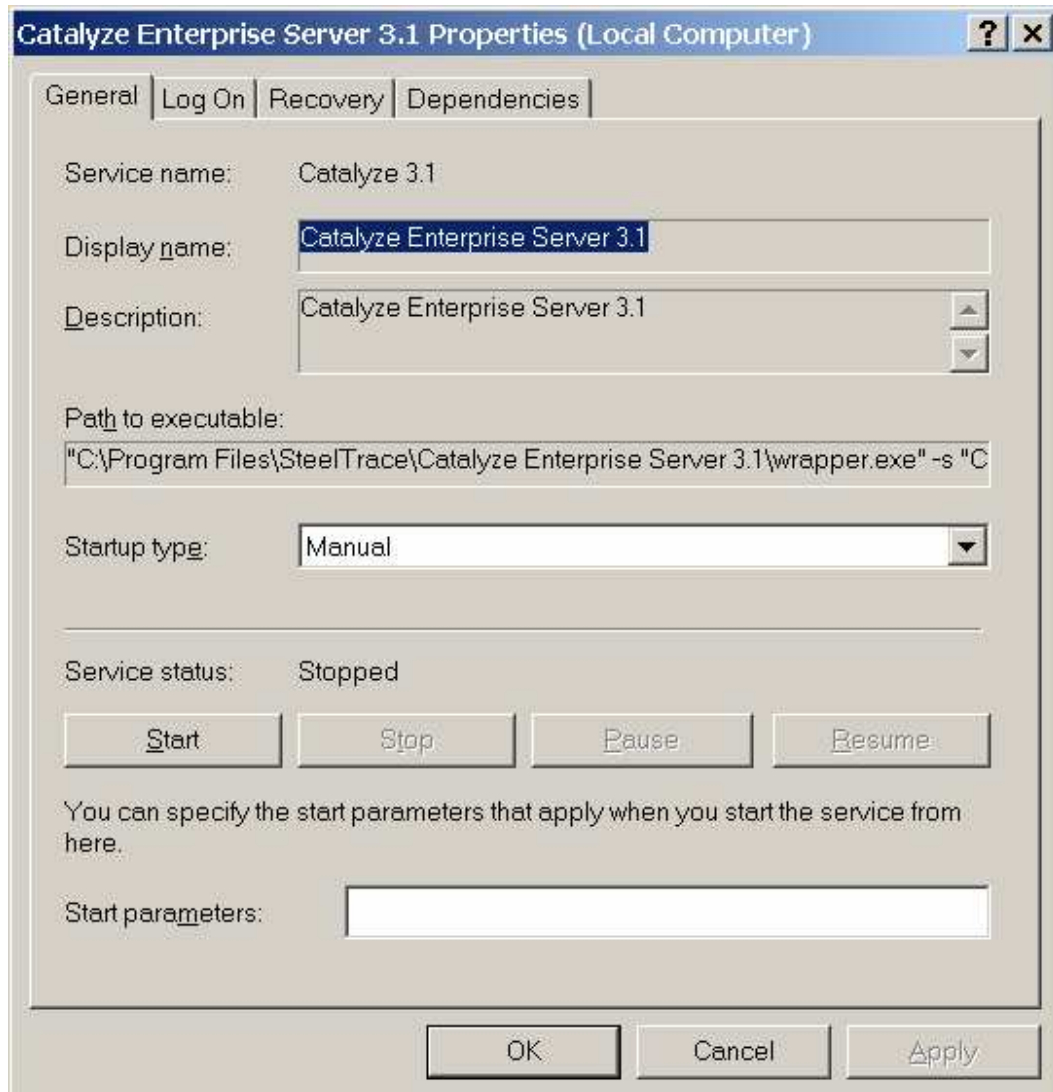 Catalyze Enterprise Server 3.1 Properties (Local Computer) ? ×
General Log On Recovery Dependencies
Service name: Catalyze 3.1
Display name: Catalyze Enterprise Server 3.1
Description: Catalyze Enterprise Server 3.1
Path to executable:
"C:\Program Files\SteelTrace\Catalyze Enterprise Server 3.1\wrapper.exe" -s "C
Startup type: Manual
Service status: Stopped
Start Stop Pause Resume
You can specify the start parameters that apply when you start the service from
here.
Start parameters:
OK Cancel Apply